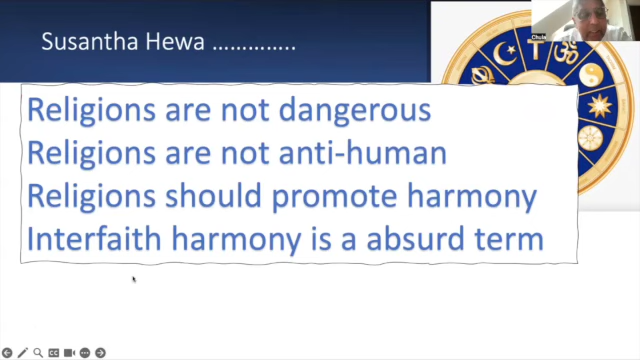 Susantha Hewa …………..
Chula
Religions are not dangerous
Religions are not anti-human
Religions should promote harmony
Interfaith harmony is a absurd term